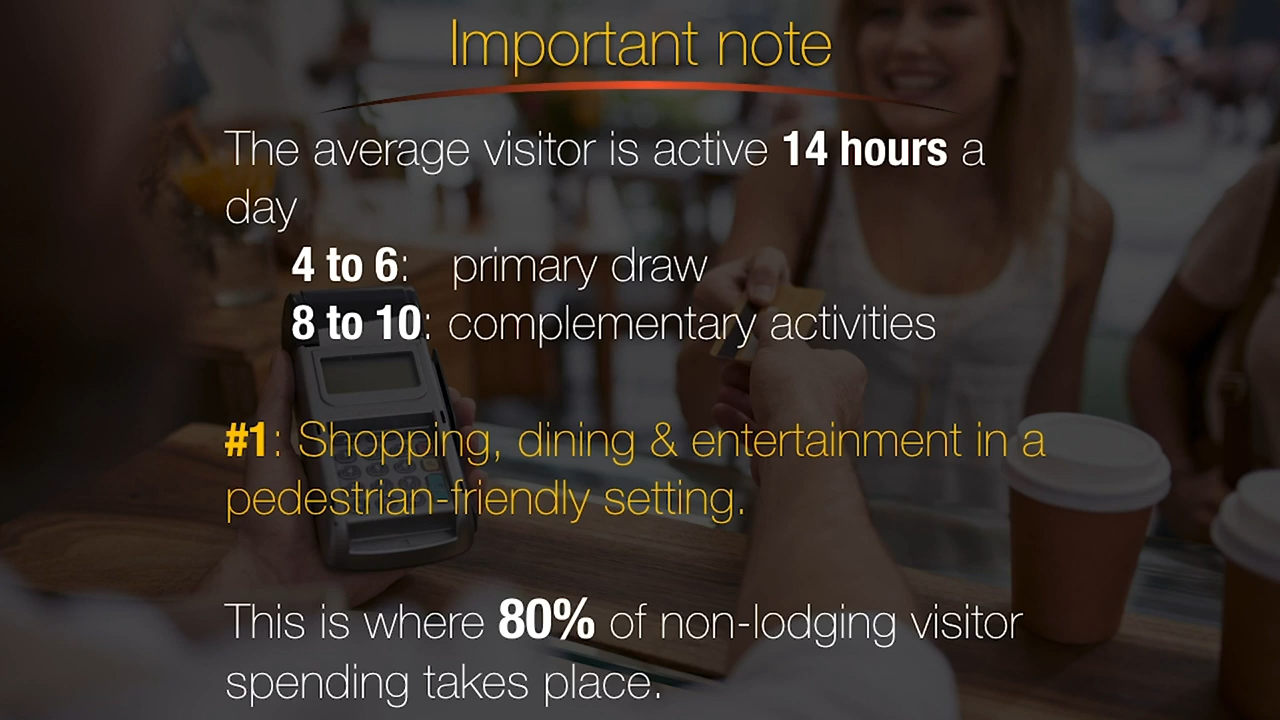 Important note
The average visitor is active 14 hours a
day
4 to 6: primary draw
8 to 10: complementary activities
#1: Shopping, dining & entertainment in a
pedestrian-friendly setting.
This is where 80% of non-lodging visitor
spending takes place.